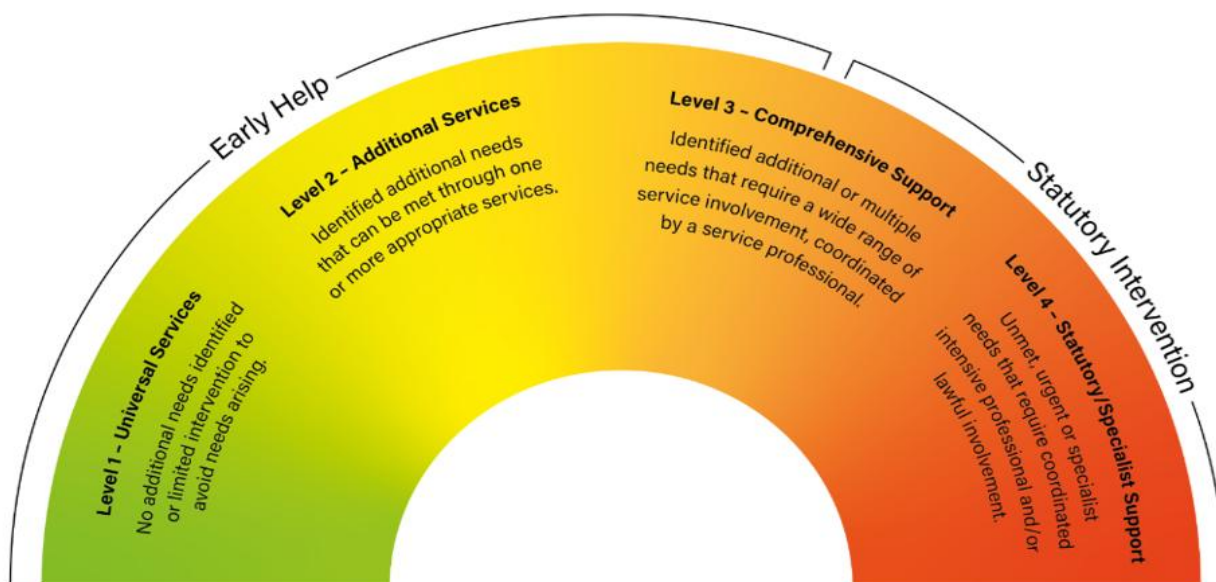 Early Help
Statutory Intervention
Level 1 – Universal Services
No additional needs identified
or limited intervention to
avoid needs arising.
Level 2 – Additional Services
Identified additional needs
that can be met through one
or more appropriate services.
Level 3 – Comprehensive Support
Identified additional or multiple
needs that require a wide range of
service involvement, coordinated
by a service professional.
Level 4 – Statutory/Specialist Support
Unmet, urgent or specialist
needs that require coordinated
intensive professional and/or
lawful involvement.